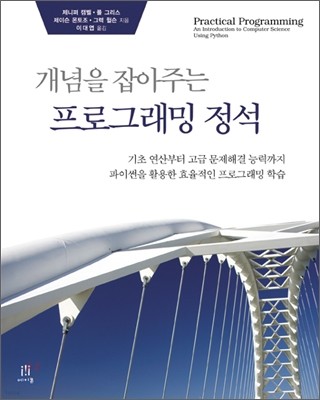 제니퍼 캠벨 • 폴 그리스
제이슨 몬토조 • 그렉 윌슨 지음
이대엽 옮김
Practical Programming
An Introduction to Computer Science
Using Python
개념을 잡아주는
프로그래밍 정석
기초 연산부터 고급 문제해결 능력까지
파이썬을 활용한 효율적인 프로그래밍 학습
에이콘